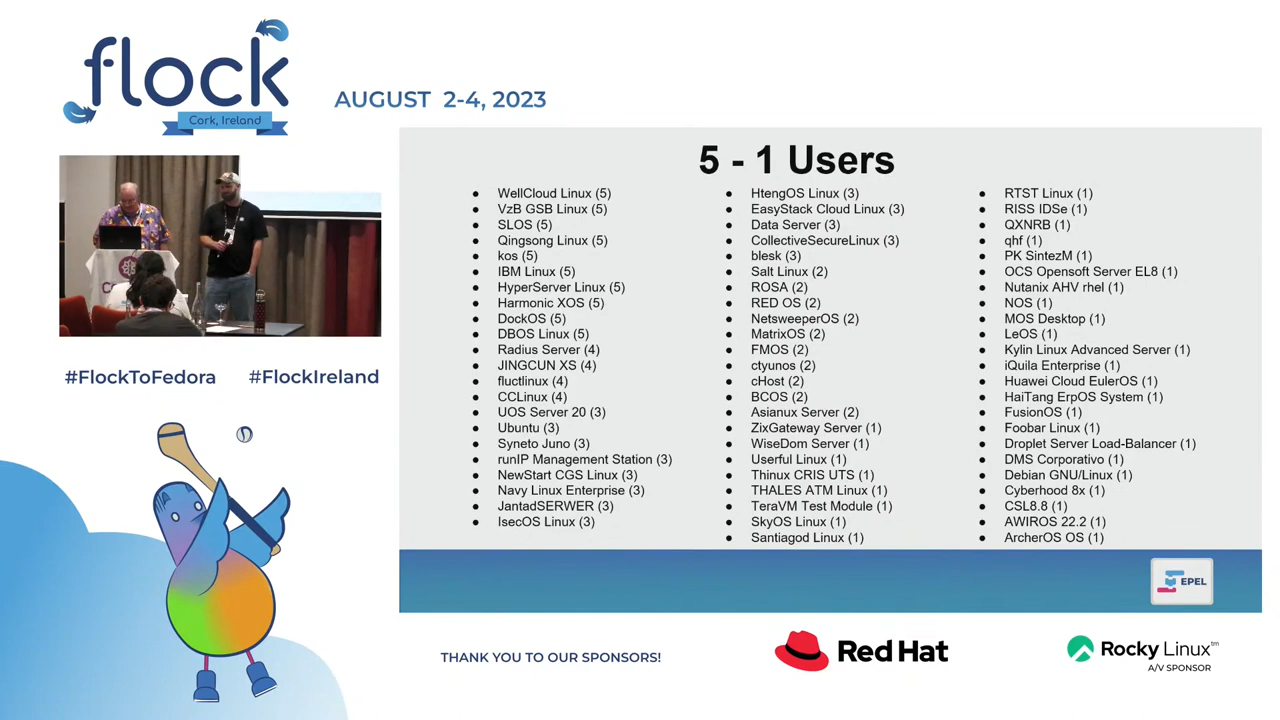 flock
Cork, Ireland
AUGUST 2-4, 2023
#FlockToFedora
#FlockIreland
5 - 1 Users
WellCloud Linux (5)
VzB GSB Linux (5)
SLOS (5)
Qingsong Linux (5)
kos (5)
IBM Linux (5)
HyperServer Linux (5)
Harmonic XOS (5)
DockOS (5)
DBOS Linux (5)
Radius Server (4)
JINGCUN XS (4)
fluctlinux (4)
CCLinux (4)
UOS Server 20 (3)
Ubuntu (3)
Syneto Juno (3)
runIP Management Station (3)
NewStart CGS Linux (3)
Navy Linux Enterprise (3)
JantadSERWER (3)
IsecOS Linux (3)
HtengOS Linux (3)
EasyStack Cloud Linux (3)
Data Server (3)
CollectiveSecureLinux (3)
blesk (3)
Salt Linux (2)
ROSA (2)
RED OS (2)
NetsweeperOS (2)
MatrixOS (2)
FMOS (2)
ctyunos (2)
cHost (2)
BCOS (2)
Asianux Server (2)
ZixGateway Server (1)
WiseDom Server (1)
Userful Linux (1)
Thinux CRIS UTS (1)
THALES ATM Linux (1)
TeraVM Test Module (1)
SkyOS Linux (1)
Santiagod Linux (1)
RTST Linux (1)
RISS IDSe (1)
QXNRB (1)
qhf (1)
PK SintezM (1)
OCS Opensoft Server EL8 (1)
Nutanix AHV rhel (1)
NOS (1)
MOS Desktop (1)
LeOS (1)
Kylin Linux Advanced Server (1)
iQuila Enterprise (1)
Huawei Cloud EulerOS (1)
HaiTang ErpOS System (1)
FusionOS (1)
Foobar Linux (1)
Droplet Server Load-Balancer (1)
DMS Corporativo (1)
Debian GNU/Linux (1)
Cyberhood 8x (1)
CSL8.8 (1)
AWIROS 22.2 (1)
ArcherOS OS (1)
EPEL
THANK YOU TO OUR SPONSORS!
Red Hat
Rocky Linux™
A/V SPONSOR